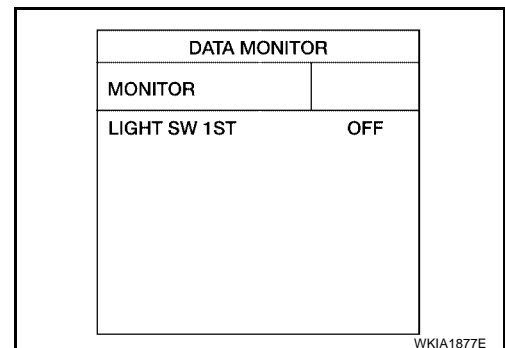 DATA MONITOR
MONITOR
LIGHT SW 1ST OFF
WKIA1877E